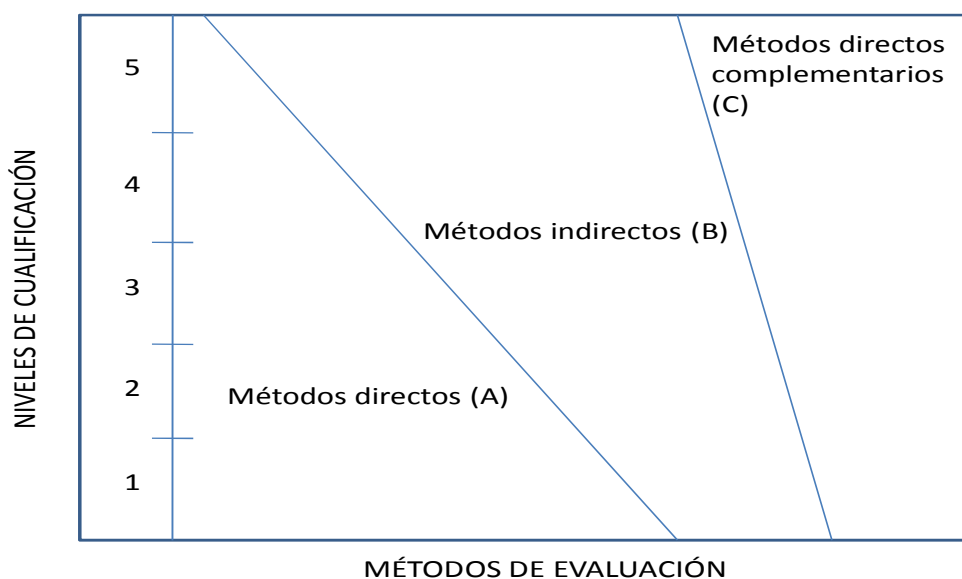 Métodos directos
complementarios
(C)
5
4
Métodos indirectos (B)
3
Métodos directos (A)
2
1
NIVELES DE CUALIFICACIÓN
MÉTODOS DE EVALUACIÓN